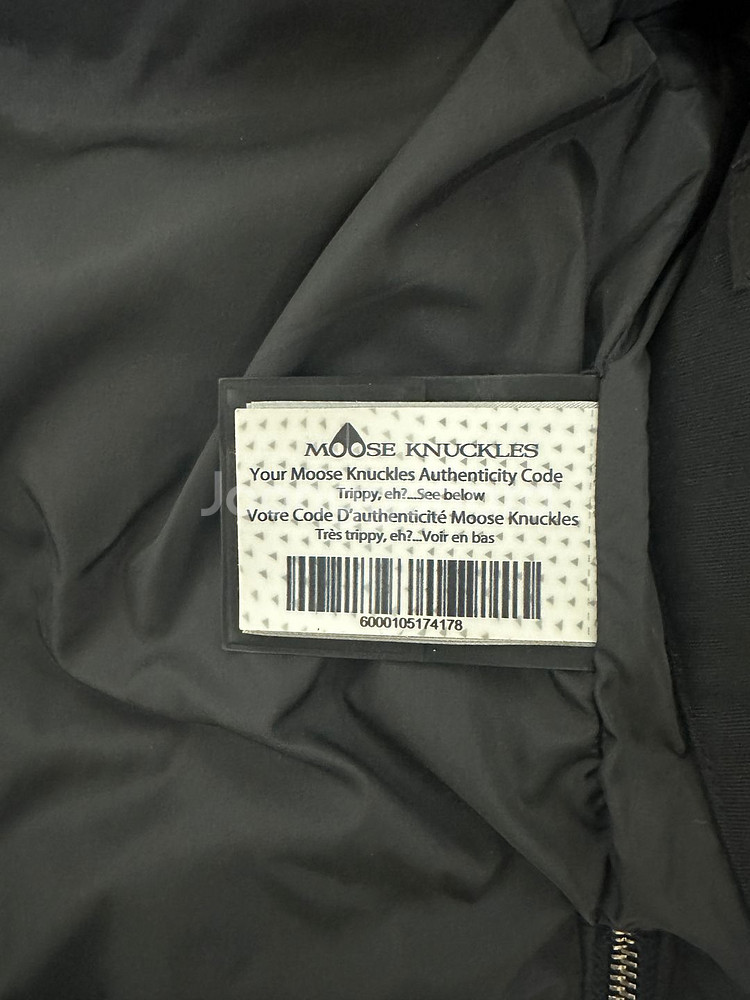 MOOSE KNUCKLES
Your Moose Knuckles Authenticity Code
Trippy, eh?...See below
Votre Code D'authenticité Moose Knuckles
Très trippy, eh?...Voir en bas
6000105174178